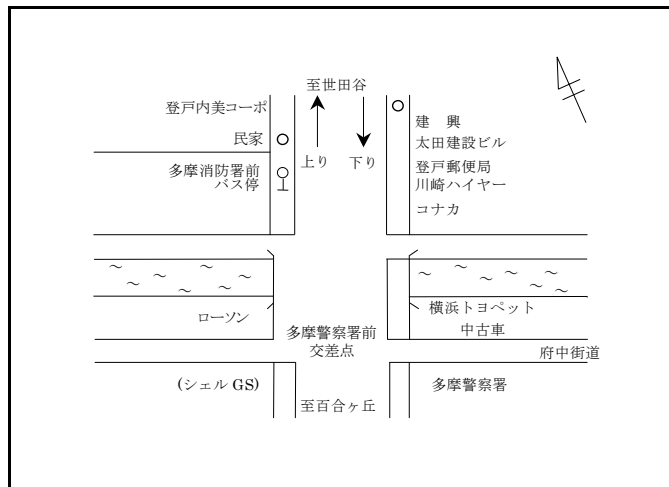 至世田谷
登戸内美コーポ
民家
多摩消防署前
バス停
上り
下り
建　興
太田建設ビル
登戸郵便局
川崎ハイヤー
コナカ
ローソン
横浜トヨペット
中古車
多摩警察署前
交差点
府中街道
(シェル GS)
至百合ヶ丘
多摩警察署